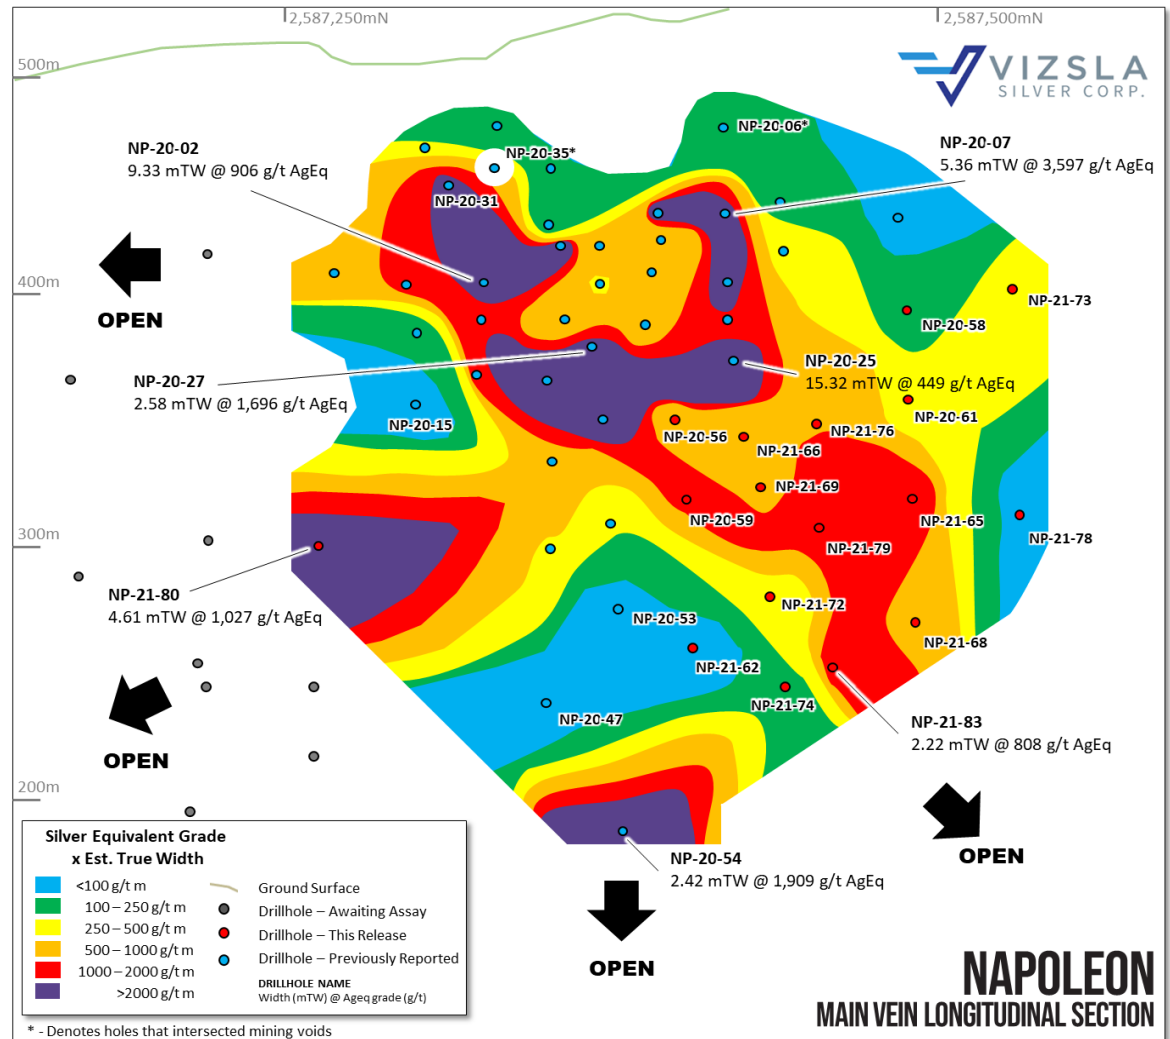 2,587,250mN
2,587,500mN
500m
VIZSLA
SILVER CORP.
NP-20-02
9.33 mTW @ 906 g/t AgEq
NP-20-35*
NP-20-06*
NP-20-07
5.36 mTW @ 3,597 g/t AgEq
NP-20-31
400m
OPEN
NP-21-73
NP-20-58
NP-20-27
2.58 mTW @ 1,696 g/t AgEq
NP-20-25
15.32 mTW @ 449 g/t AgEq
NP-20-15
NP-20-61
NP-20-56
NP-21-76
NP-21-66
NP-21-69
NP-20-59
NP-21-65
NP-21-79
NP-21-78
300m
NP-21-80
4.61 mTW @ 1,027 g/t AgEq
NP-21-72
NP-20-53
NP-21-68
NP-21-62
NP-21-74
NP-20-47
OPEN
NP-21-83
2.22 mTW @ 808 g/t AgEq
200m
OPEN
NP-20-54
2.42 mTW @ 1,909 g/t AgEq
OPEN
Silver Equivalent Grade
x Est. True Width
<100 g/t m
100 – 250 g/t m
250 – 500 g/t m
500 – 1000 g/t m
1000 – 2000 g/t m
>2000 g/t m
Ground Surface
Drillhole – Awaiting Assay
Drillhole – This Release
Drillhole – Previously Reported
DRILLHOLE NAME
Width (mTW) @ Ageq grade (g/t)
* - Denotes holes that intersected mining voids
NAPOLEON
MAIN VEIN LONGITUDINAL SECTION